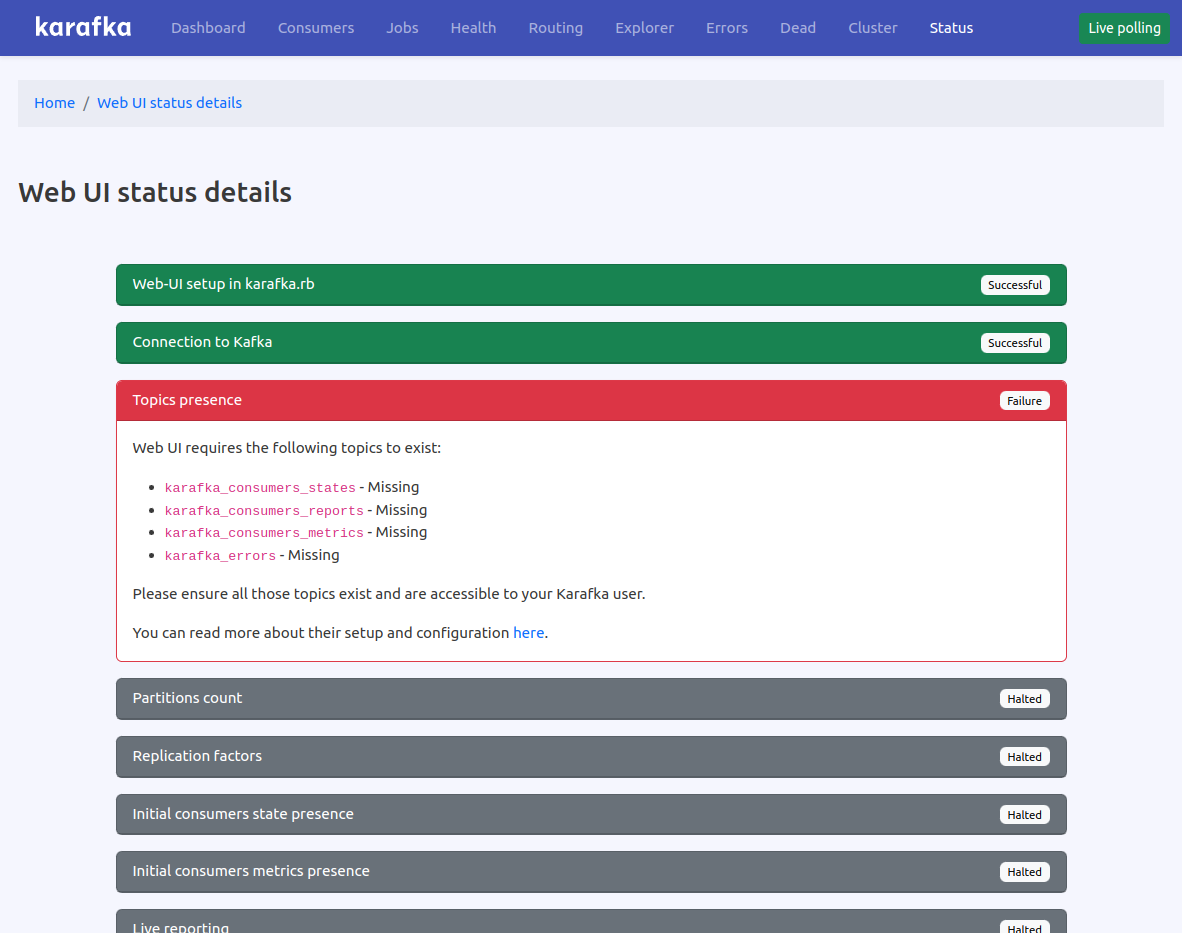 karafka Dashboard Consumers Jobs Health Routing Explorer Errors Dead Cluster Status Live polling
Home / Web UI status details
Web UI status details
Web-UI setup in karafka.rb Successful
Connection to Kafka Successful
Topics presence Failure
Web UI requires the following topics to exist:
• karafka_consumers_states - Missing
• karafka_consumers_reports - Missing
• karafka_consumers_metrics - Missing
• karafka_errors - Missing
Please ensure all those topics exist and are accessible to your Karafka user.
You can read more about their setup and configuration here.
Partitions count Halted
Replication factors Halted
Initial consumers state presence Halted
Initial consumers metrics presence Halted
Live reporting Halted